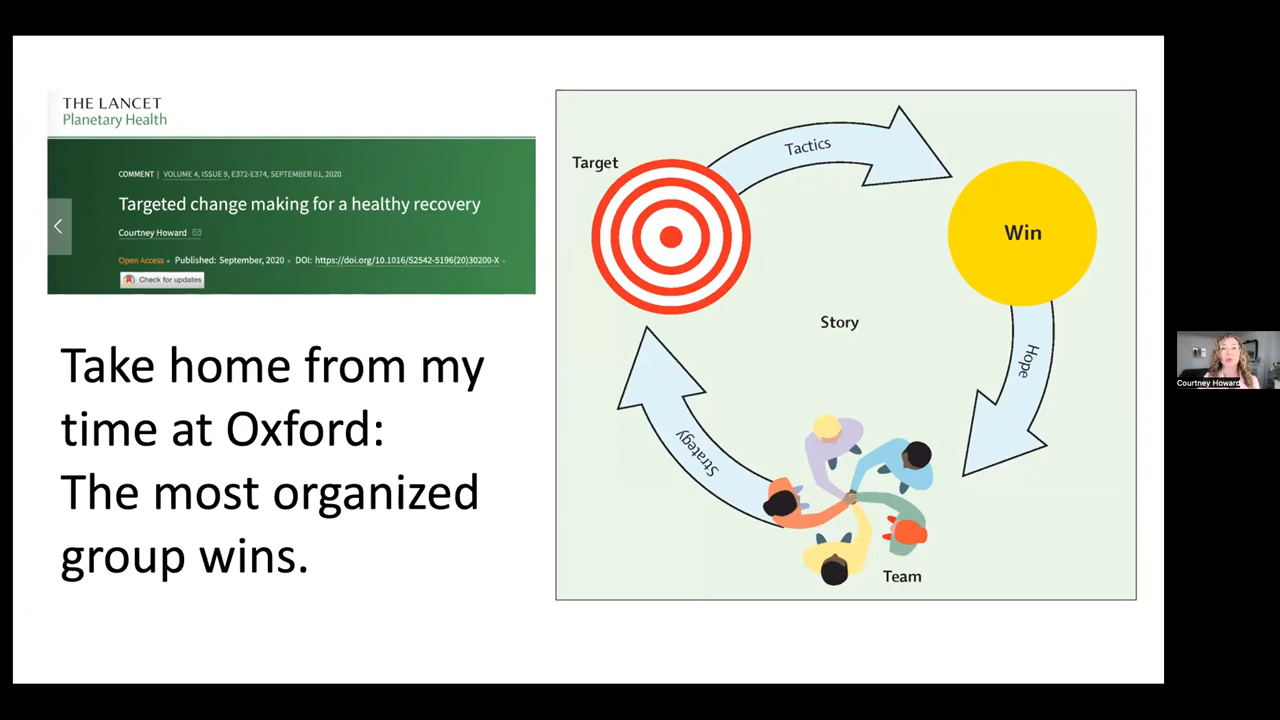 THE LANCET
Planetary Health
COMMENT | VOLUME 4, ISSUE 9, E372-E374, SEPTEMBER 01, 2020
Targeted change making for a healthy recovery
Courtney Howard
Open Access • Published: September, 2020 • DOI: https://doi.org/10.1016/S2542-5196(20)30200-X •
Check for updates
Take home from my
time at Oxford:
The most organized
group wins.
Target
Tactics
Win
Story
Hope
Strategy
Team
Courtney Howard